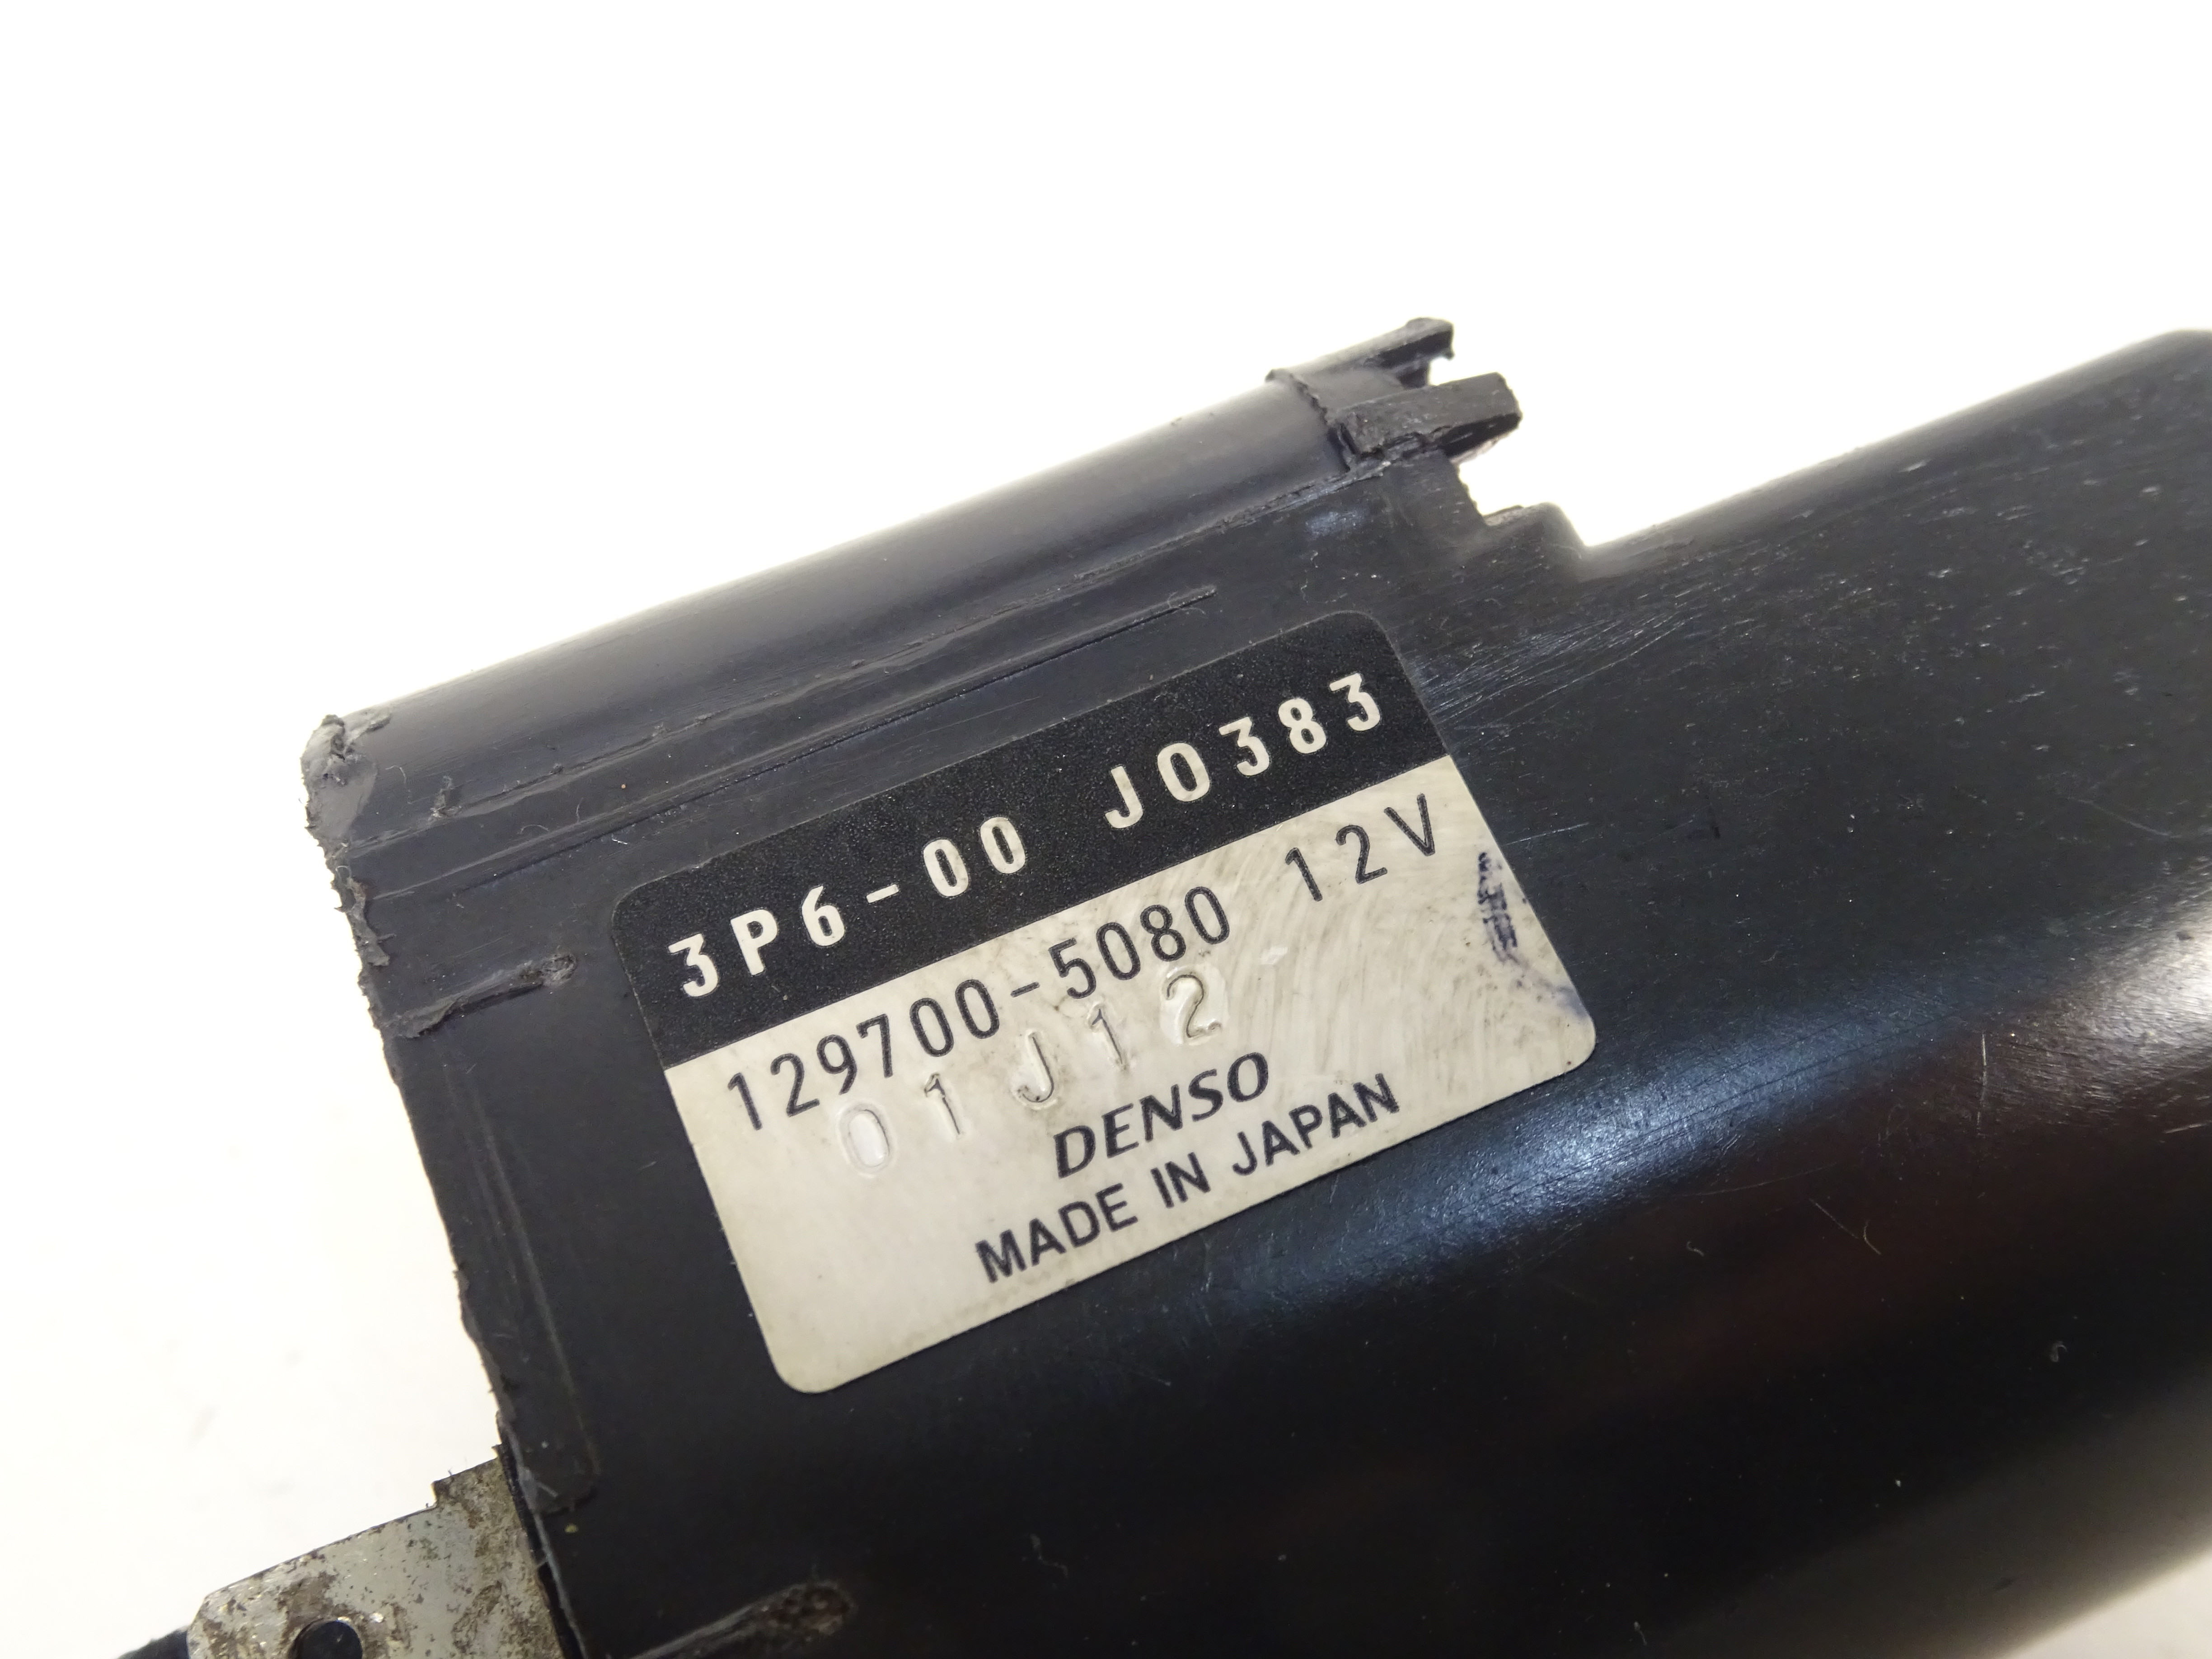 3P6-00 J0383
129700-5080 12V
01J12
DENSO
MADE IN JAPAN